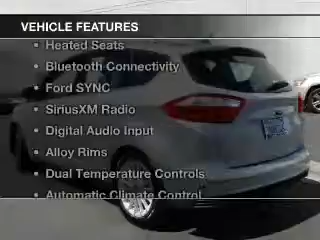 VEHICLE FEATURES
• Heated Seats
• Bluetooth Connectivity
• Ford SYNC
• SiriusXM Radio
• Digital Audio Input
• Alloy Rims
• Dual Temperature Controls
• Automatic Climate Control